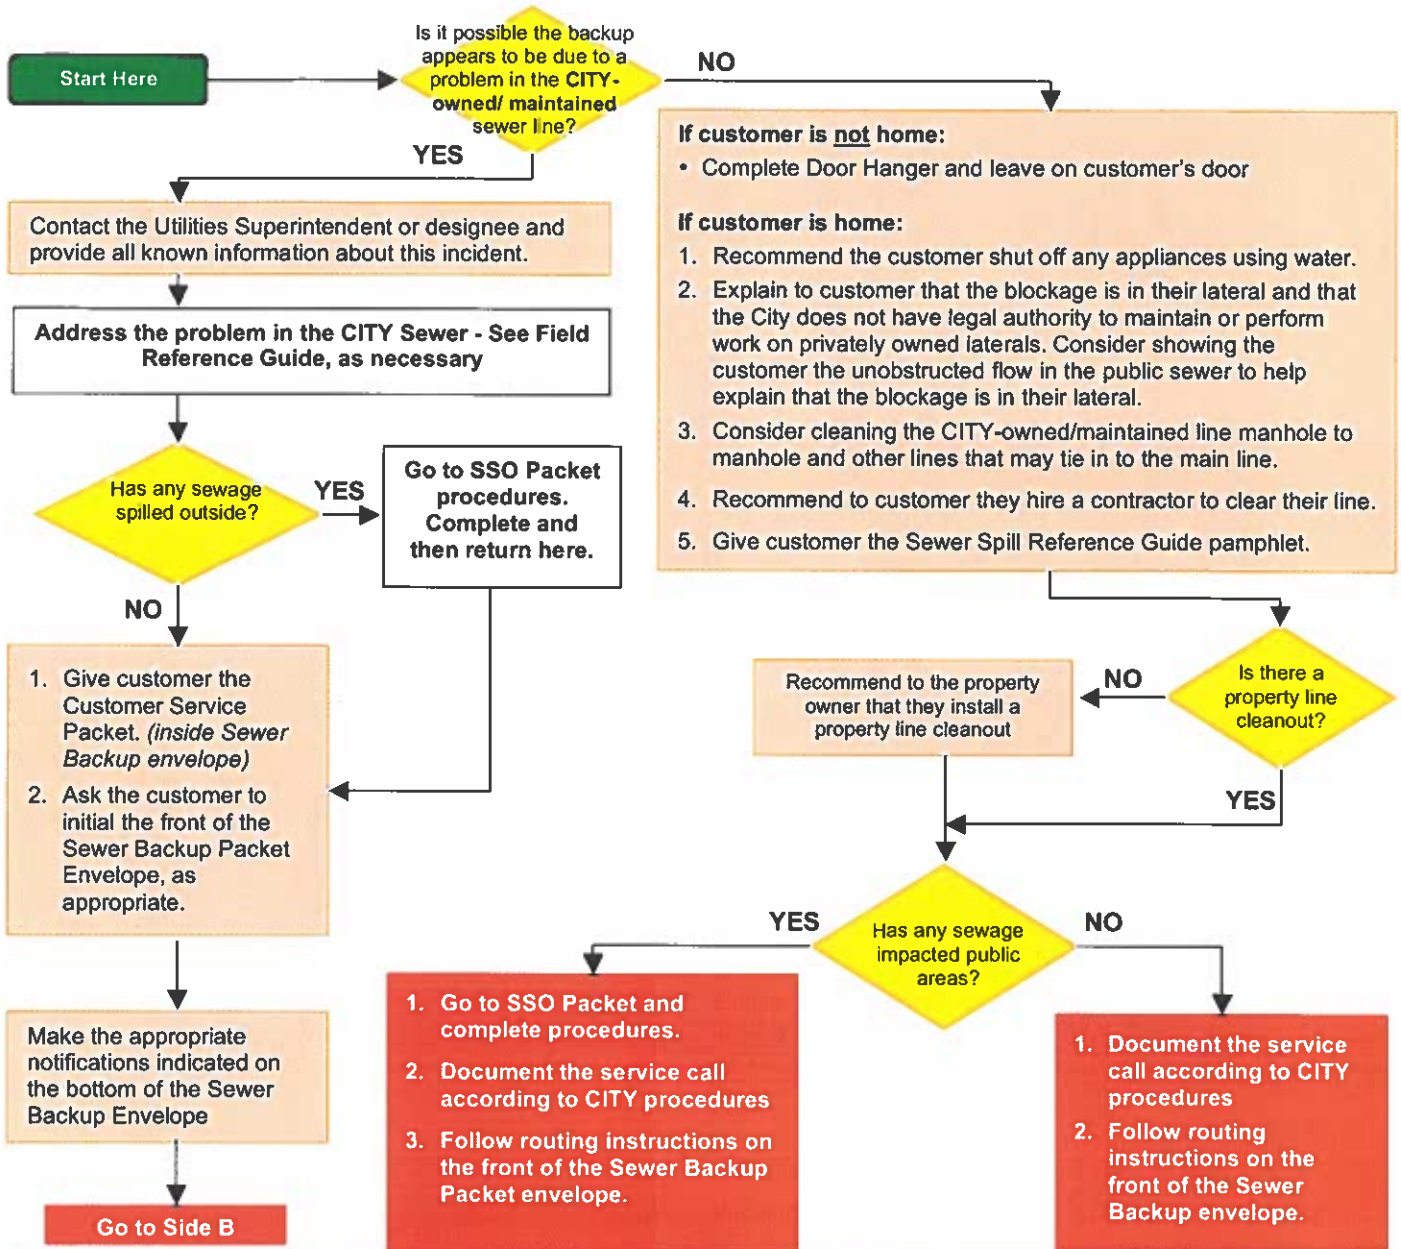 Start Here
Is it possible the backup
appears to be due to a
problem in the CITY-
owned/ maintained
sewer line?
NO
YES
Contact the Utilities Superintendent or designee and
provide all known information about this incident.
Address the problem in the CITY Sewer - See Field
Reference Guide, as necessary
Has any sewage
spilled outside?
YES
Go to SSO Packet
procedures.
Complete and
then return here.
NO
1. Give customer the
Customer Service
Packet. (inside Sewer
Backup envelope)
2. Ask the customer to
initial the front of the
Sewer Backup Packet
Envelope, as
appropriate.
Make the appropriate
notifications indicated on
the bottom of the Sewer
Backup Envelope
Go to Side B
If customer is not home:
• Complete Door Hanger and leave on customer's door
If customer is home:
1. Recommend the customer shut off any appliances using water.
2. Explain to customer that the blockage is in their lateral and that
the City does not have legal authority to maintain or perform
work on privately owned laterals. Consider showing the
customer the unobstructed flow in the public sewer to help
explain that the blockage is in their lateral.
3. Consider cleaning the CITY-owned/maintained line manhole to
manhole and other lines that may tie in to the main line.
4. Recommend to customer they hire a contractor to clear their line.
5. Give customer the Sewer Spill Reference Guide pamphlet.
Is there a
property line
cleanout?
NO
Recommend to the property
owner that they install a
property line cleanout
YES
Has any sewage
impacted public
areas?
YES
NO
1. Go to SSO Packet and
complete procedures.
2. Document the service call
according to CITY procedures
3. Follow routing instructions on
the front of the Sewer Backup
Packet envelope.
1. Document the service
call according to CITY
procedures
2. Follow routing
instructions on the
front of the Sewer
Backup envelope.